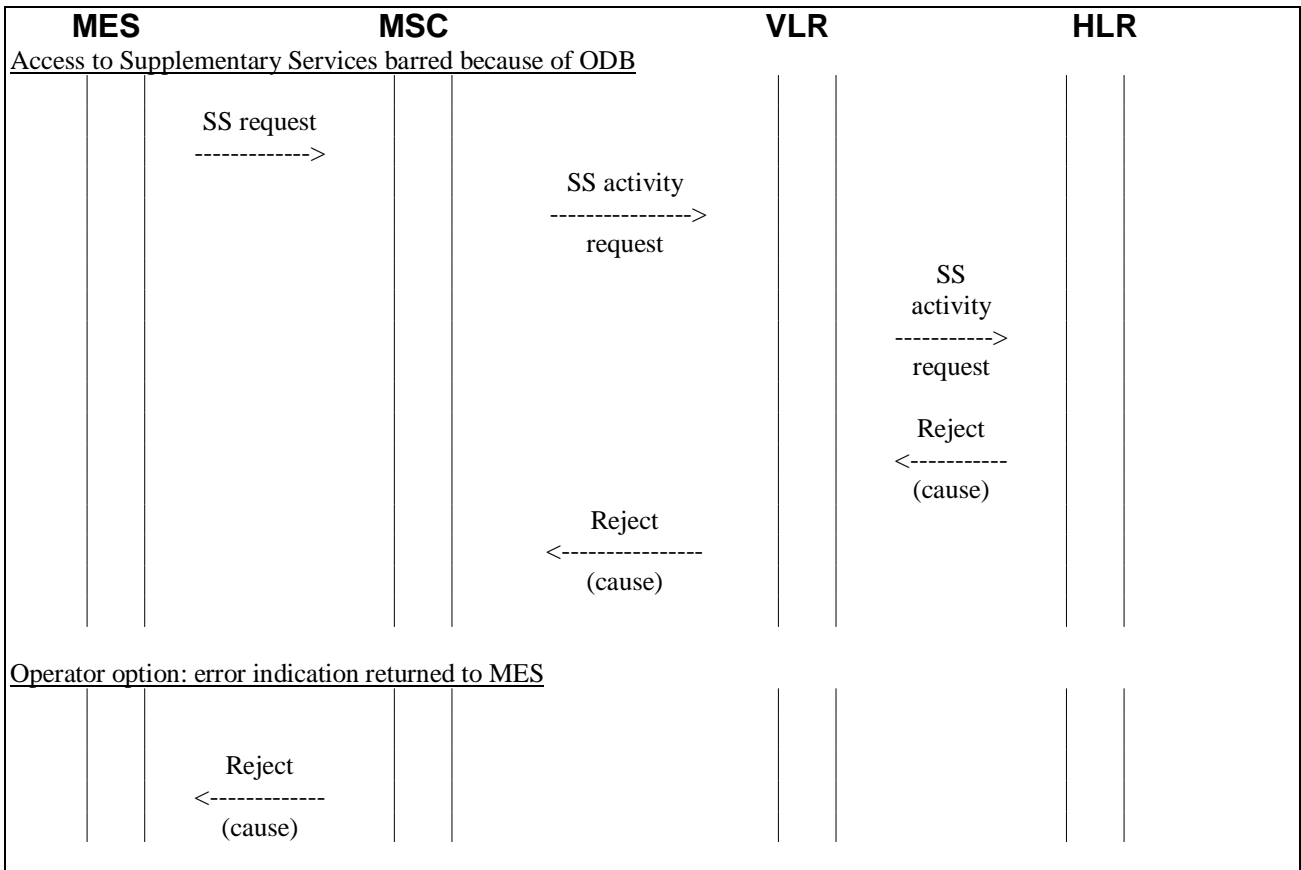 MES MSC VLR HLR
Access to Supplementary Services barred because of ODB
SS request
------------->
SS activity
---------------->
request
SS
activity
----------->
request
Reject
<-----------
(cause)
Reject
<----------------
(cause)
Operator option: error indication returned to MES
Reject
<-------------
(cause)